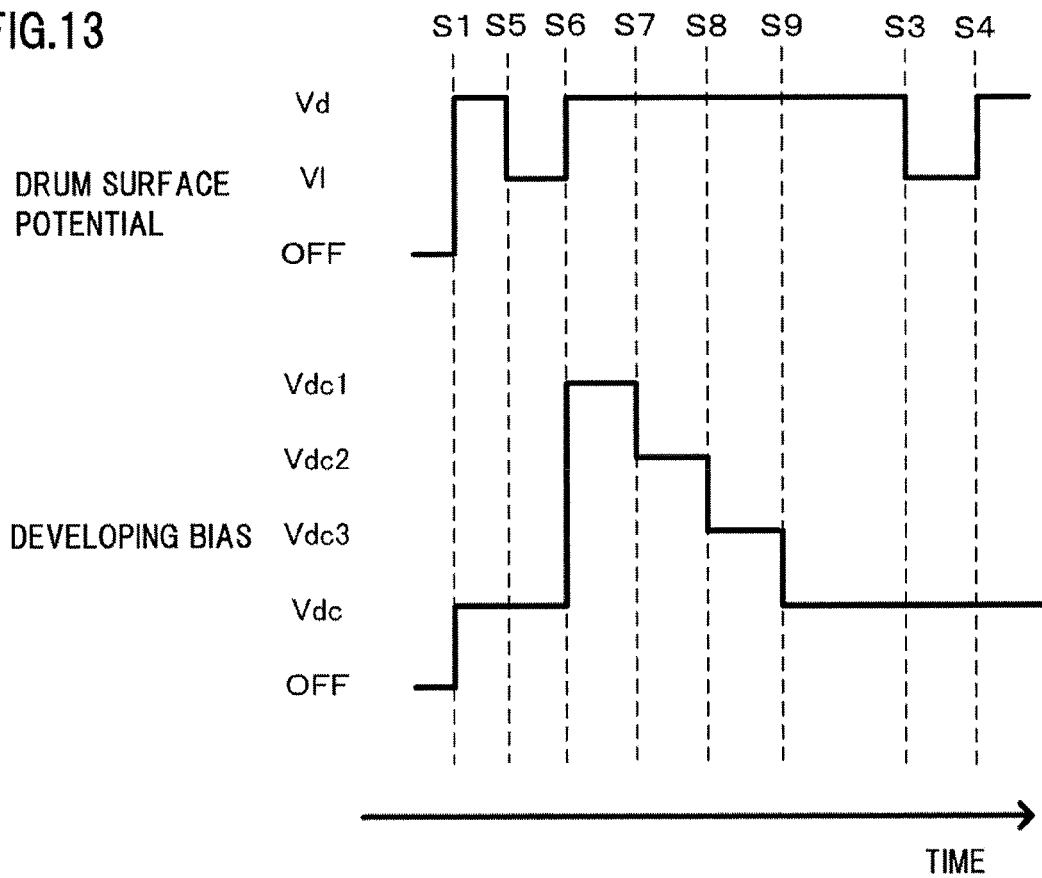 FIG.13
S1 S5 S6 S7 S8 S9 S3 S4
Vd
DRUM SURFACE
POTENTIAL
Vl
OFF
Vdc1
Vdc2
DEVELOPING BIAS
Vdc3
Vdc
OFF
TIME